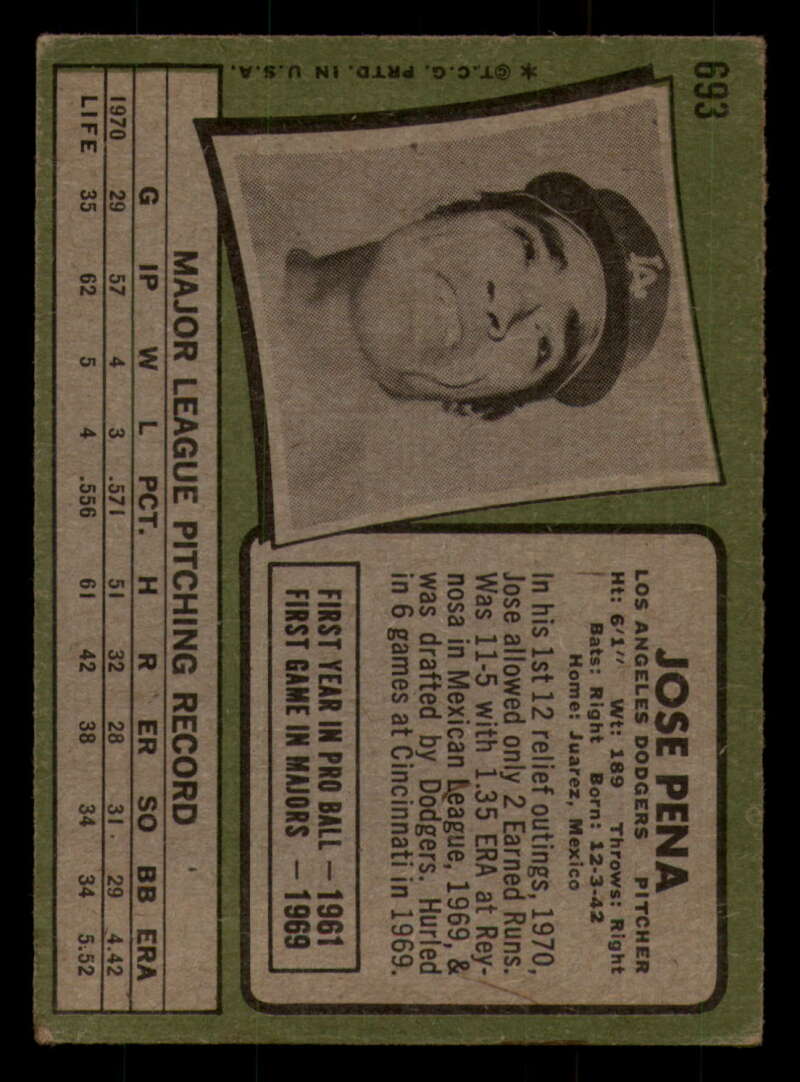 693
* ©T.C.G. PRTD. IN U.S.A.
LA
JOSE PENA
LOS ANGELES DODGERS PITCHER
Ht: 6'1" Wt: 189 Throws: Right
Bats: Right Born: 12-3-42
Home: Juarez, Mexico
In his 1st 12 relief outings, 1970,
Jose allowed only 2 Earned Runs.
Was 11-5 with 1.35 ERA at Rey-
nosa in Mexican League, 1969, &
was drafted by Dodgers. Hurled
in 6 games at Cincinnati in 1969.
FIRST YEAR IN PRO BALL — 1961
FIRST GAME IN MAJORS — 1969
MAJOR LEAGUE PITCHING RECORD
G IP W L PCT. H R ER SO BB ERA
1970 29 57 4 3 .571 51 32 28 31 29 4.42
LIFE 35 62 5 4 .556 61 42 38 34 34 5.52